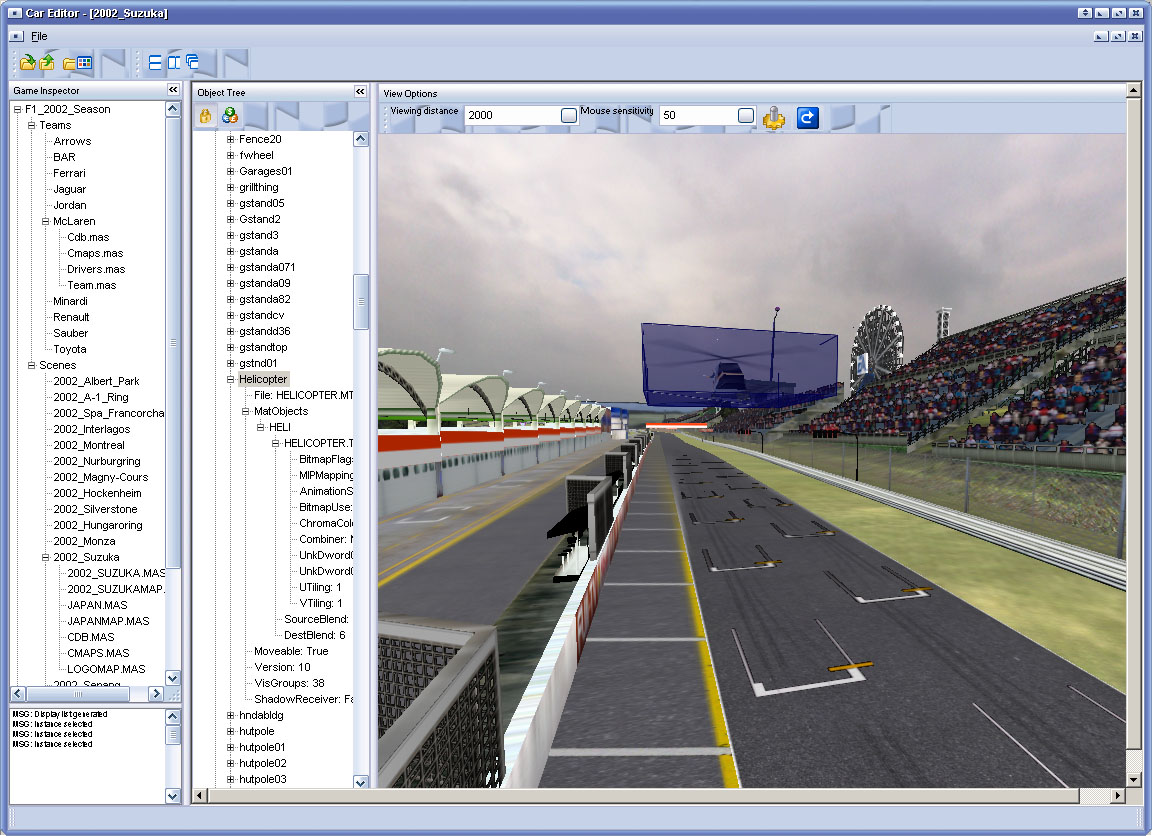 Car Editor - [2002_Suzuka]
File
Game Inspector
F1_2002_Season
Teams
Arrows
BAR
Ferrari
Jaguar
Jordan
McLaren
Cdb.mas
Cmaps.mas
Drivers.mas
Team.mas
Minardi
Renault
Sauber
Toyota
Scenes
2002_Albert_Park
2002_A-1_Ring
2002_Spa_Francorcha
2002_Interlagos
2002_Montreal
2002_Nurburgring
2002_Magny-Cours
2002_Hockenheim
2002_Silverstone
2002_Hungaroring
2002_Monza
2002_Suzuka
2002_SUZUKA.MAS
2002_SUZUKAMAP.
JAPAN.MAS
JAPANMAP.MAS
CDB.MAS
CMAPS.MAS
LOGOMAP.MAS
2002_Sepang
MSG: Display list generated
MSG: Instance selected
MSG: Instance selected
MSG: Instance selected
Object Tree
Fence20
fwheel
Garages01
grillthing
gstand05
Gstand2
gstand3
gstanda
gstanda071
gstanda09
gstanda82
gstandcv
gstandd36
gstandtop
gstnd01
Helicopter
File: HELICOPTER.MT
MatObjects
HELI
HELICOPTER.T
BitmapFlags
MIPMapping
AnimationS
BitmapUse:
ChromaColo
Combiner: N
UnkDword0
UnkDword0
UTiling: 1
VTiling: 1
SourceBlend:
DestBlend: 6
Moveable: True
Version: 10
VisGroups: 38
ShadowReceiver: Fa
hndabldg
hutpole
hutpole01
hutpole02
hutpole03
View Options
Viewing distance 2000 Mouse sensitivity 50